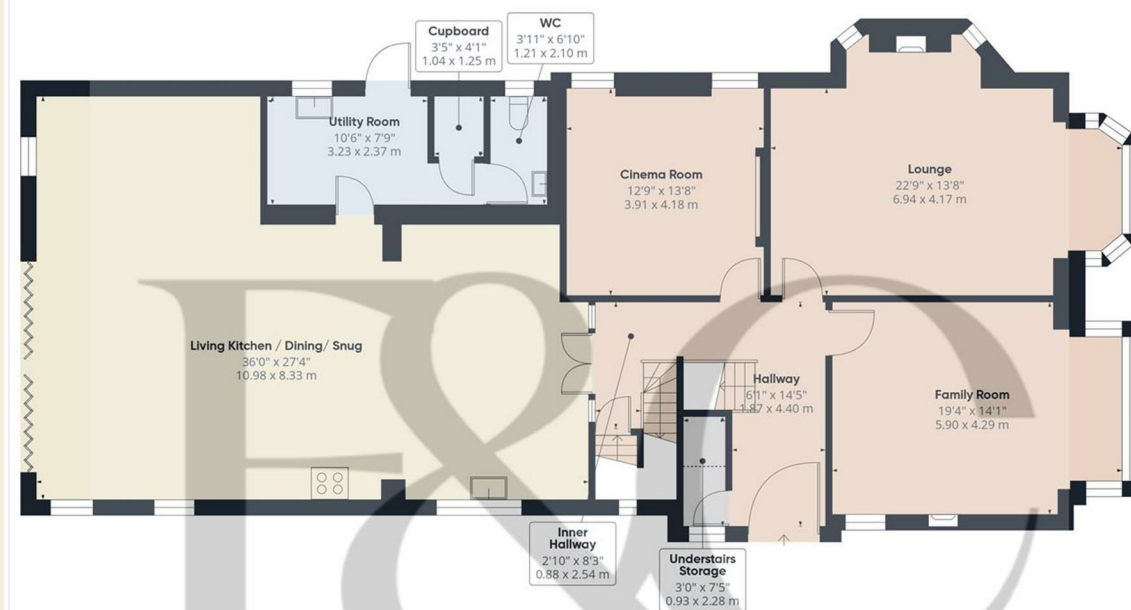 Cupboard
3'5" x 4'1"
1.04 x 1.25 m
WC
3'11" x 6'10"
1.21 x 2.10 m
Utility Room
10'6" x 7'9"
3.23 x 2.37 m
Cinema Room
12'9" x 13'8"
3.91 x 4.18 m
Lounge
22'9" x 13'8"
6.94 x 4.17 m
Living Kitchen / Dining/ Snug
36'0" x 27'4"
10.98 x 8.33 m
Hallway
6'1" x 14'5"
1.87 x 4.40 m
Family Room
19'4" x 14'1"
5.90 x 4.29 m
Inner
Hallway
2'10" x 8'3"
0.88 x 2.54 m
Understairs
Storage
3'0" x 7'5"
0.93 x 2.28 m
F&C